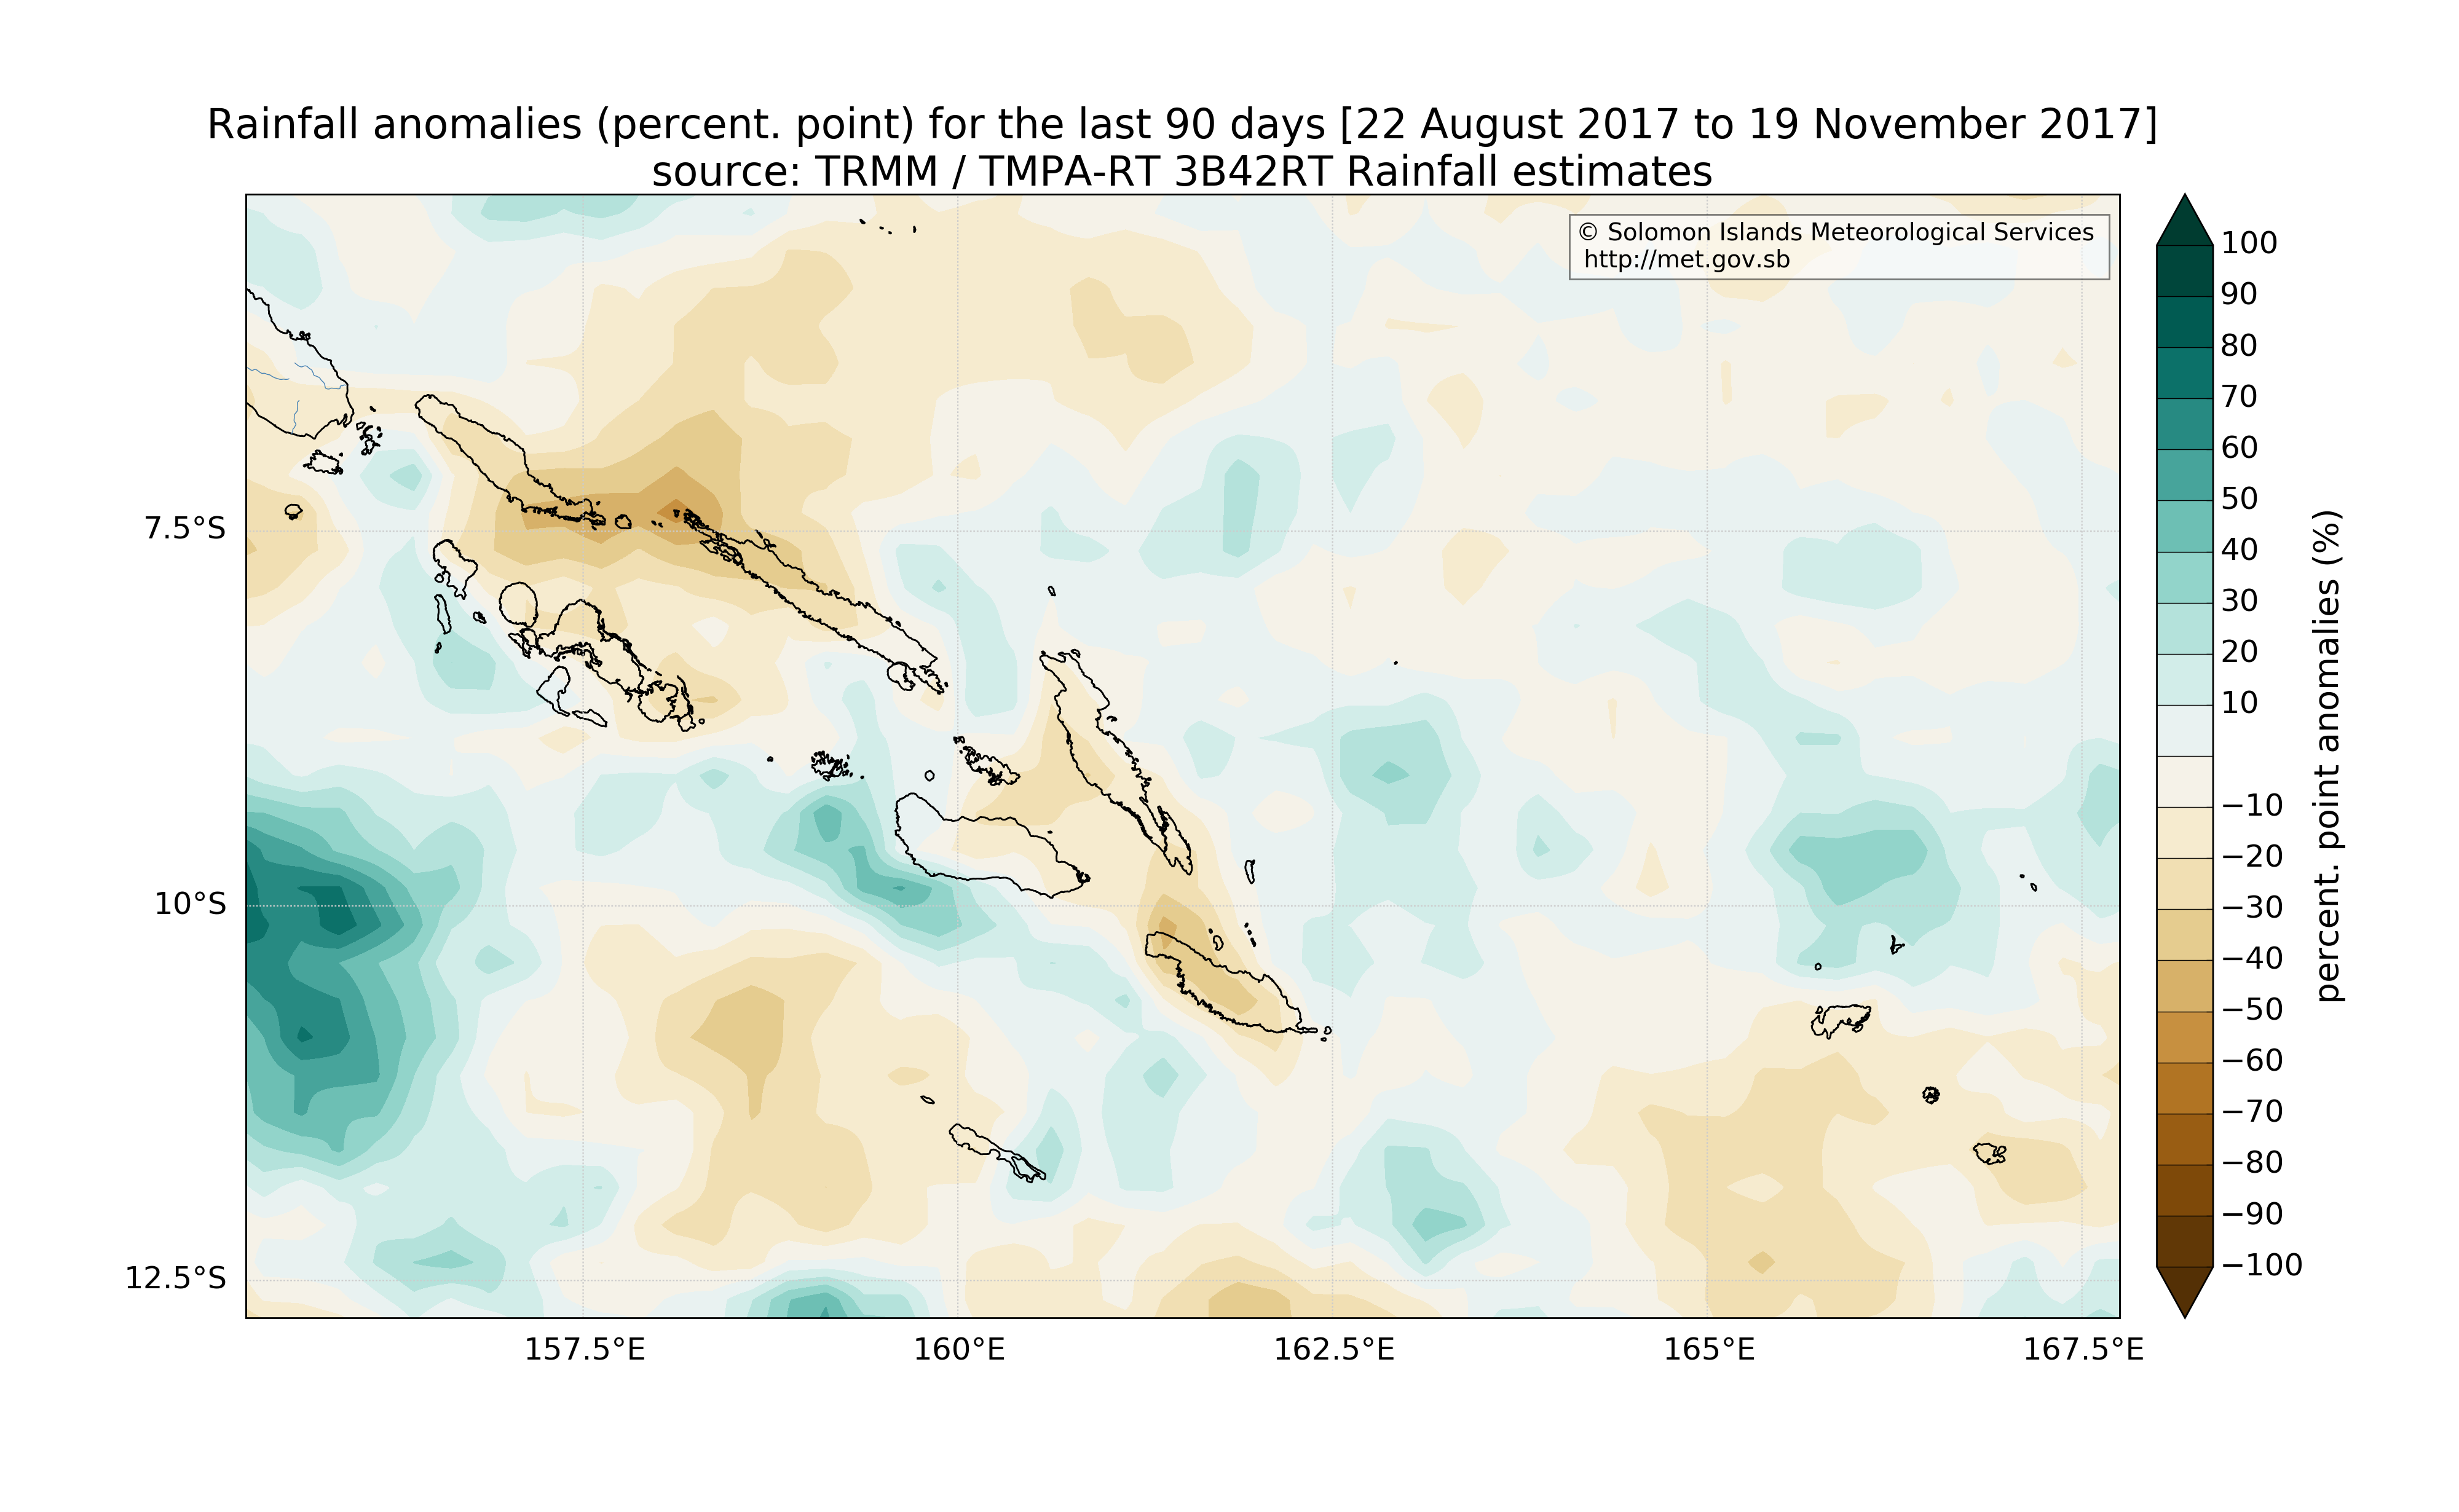 Rainfall anomalies (percent. point) for the last 90 days [22 August 2017 to 19 November 2017]
source: TRMM / TMPA-RT 3B42RT Rainfall estimates
© Solomon Islands Meteorological Services
http://met.gov.sb
7.5°S
10°S
12.5°S
157.5°E
160°E
162.5°E
165°E
167.5°E
100
90
80
70
60
50
40
30
20
10
−10
−20
−30
−40
−50
−60
−70
−80
−90
−100
percent. point anomalies (%)